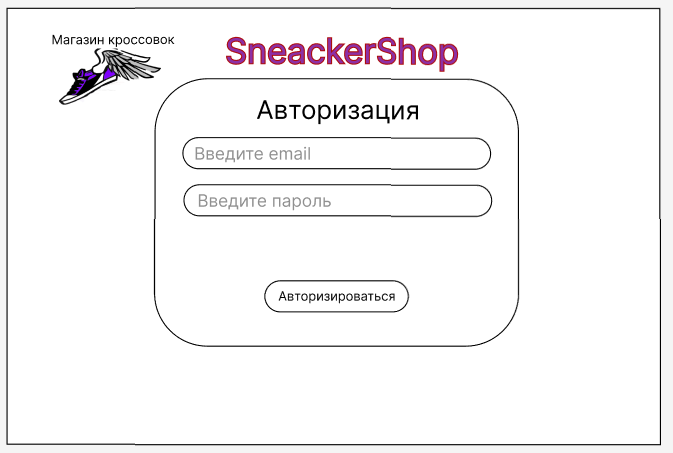 Магазин кроссовок
SneackerShop
Авторизация
Введите email
Введите пароль
Авторизироваться